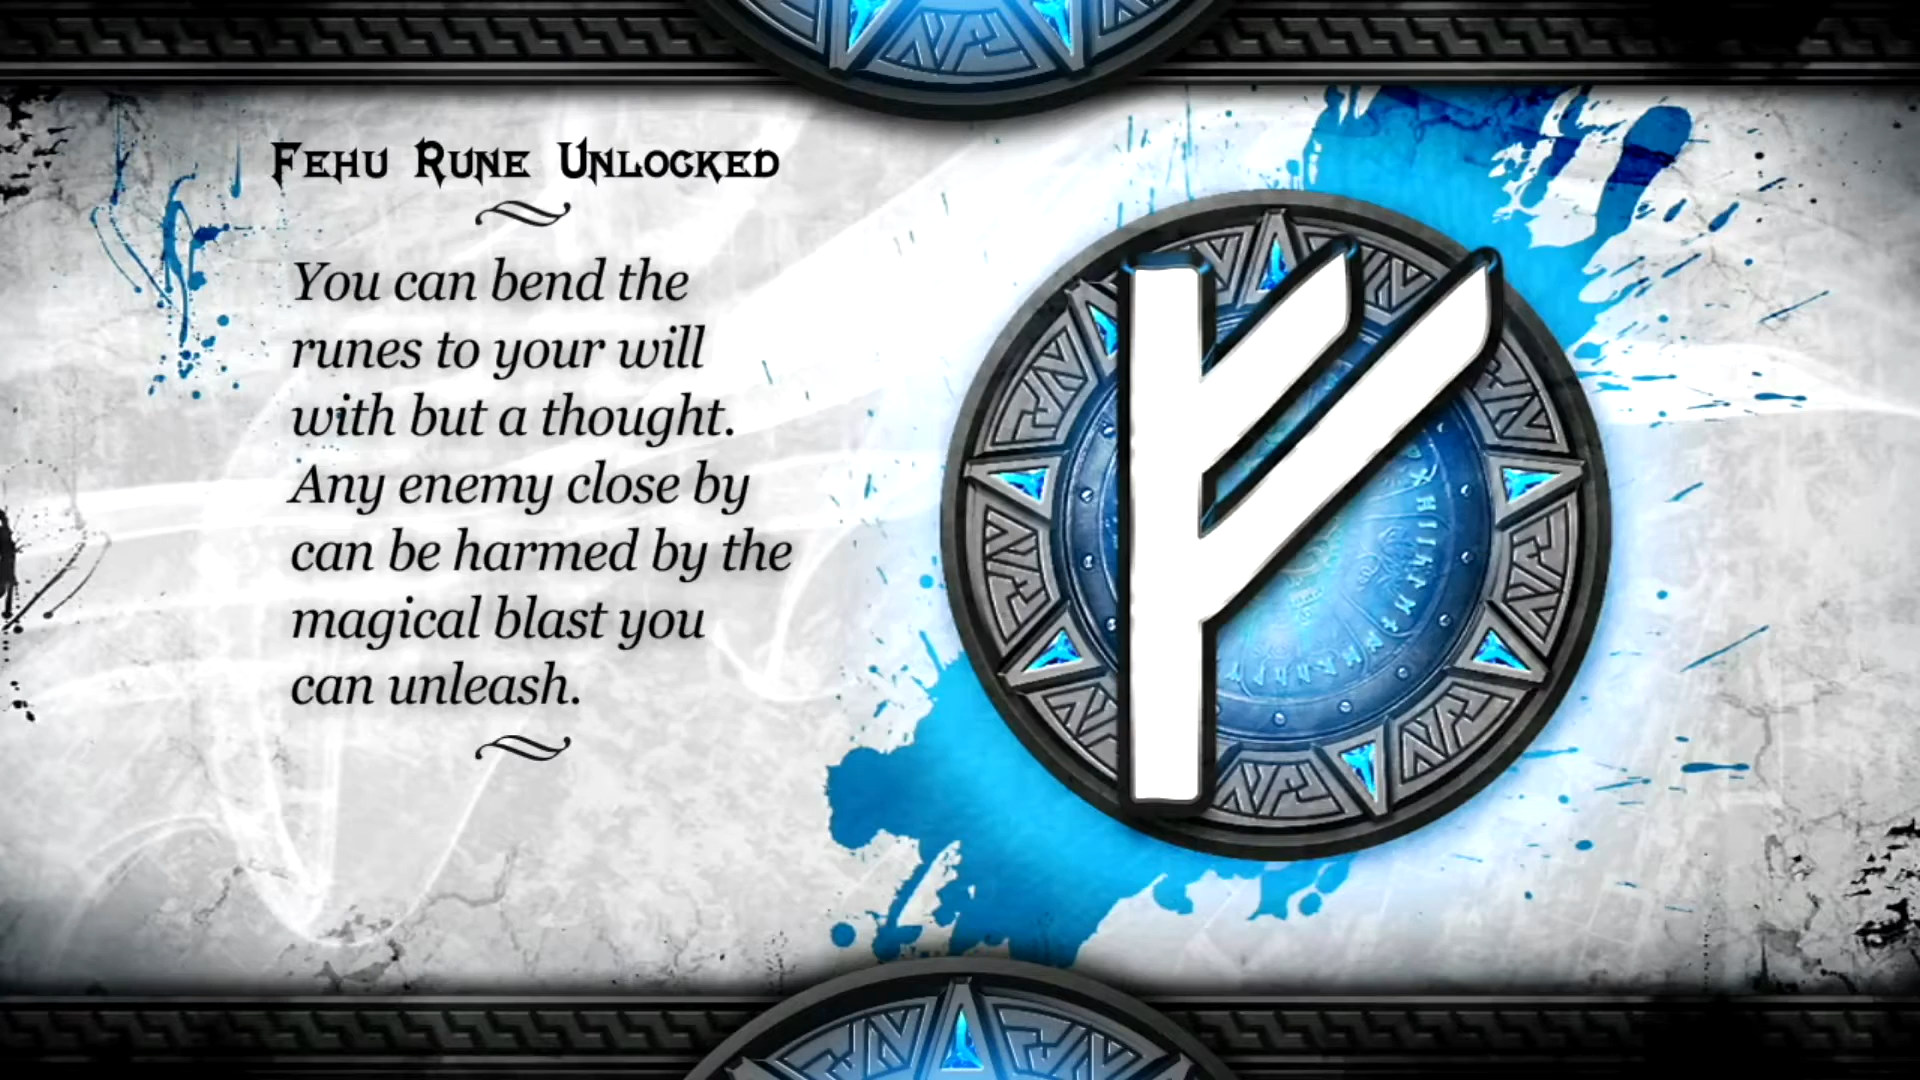 Fehu Rune Unlocked
You can bend the
runes to your will
with but a thought.
Any enemy close by
can be harmed by the
magical blast you
can unleash.